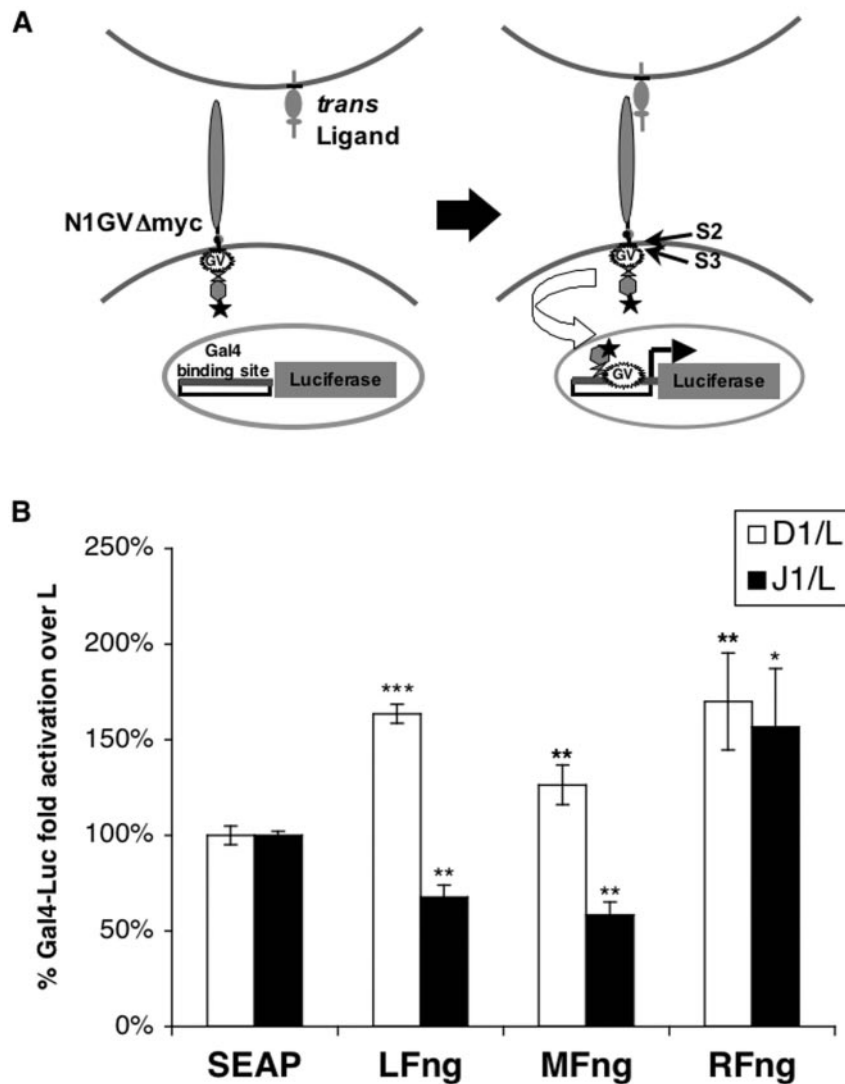 A
trans
Ligand
N1GVΔmyc
GV
Gal4
binding site
Luciferase
S2
S3
GV
GV
Luciferase
B
% Gal4-Luc fold activation over L
250%
200%
150%
100%
50%
0%
D1/L
J1/L
***
**
**
**
**
*
SEAP
LFng
MFng
RFng